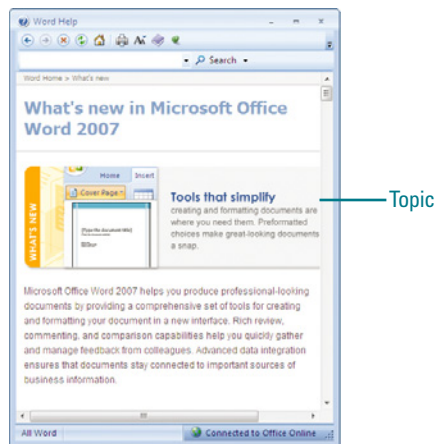 Word Help
Search
Word Home > What's new
What's new in Microsoft Office
Word 2007
WHAT'S NEW
Home Insert
Cover Page
[Type the document title]
Tools that simplify
creating and formatting documents are
where you need them. Preformatted
choices make great-looking documents
a snap.
Topic
Microsoft Office Word 2007 helps you produce professional-looking
documents by providing a comprehensive set of tools for creating
and formatting your document in a new interface. Rich review,
commenting, and comparison capabilities help you quickly gather
and manage feedback from colleagues. Advanced data integration
ensures that documents stay connected to important sources of
business information.
All Word
Connected to Office Online